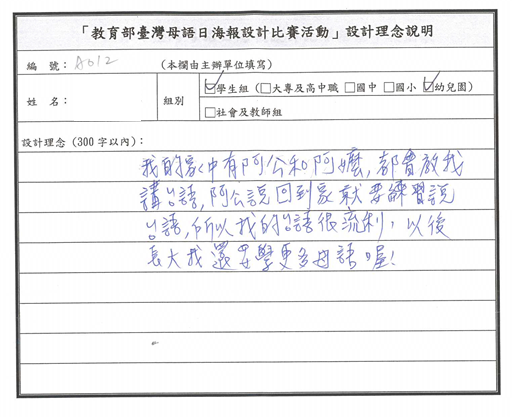 「教育部臺灣母語日海報設計比賽活動」設計理念說明
編 號：A012 (本欄由主辦單位填寫)
姓 名： 組別 ☑學生組 (□大專及高中職 □國中 □國小 ☑幼兒園)
□社會及教師組
設計理念 (300 字以內)：
我的家中有阿公和阿嬤,都會教我
講台語,阿公說回到家就要練習說
台語,所以我的台語很流利,以後
長大我還要學更多母語喔!